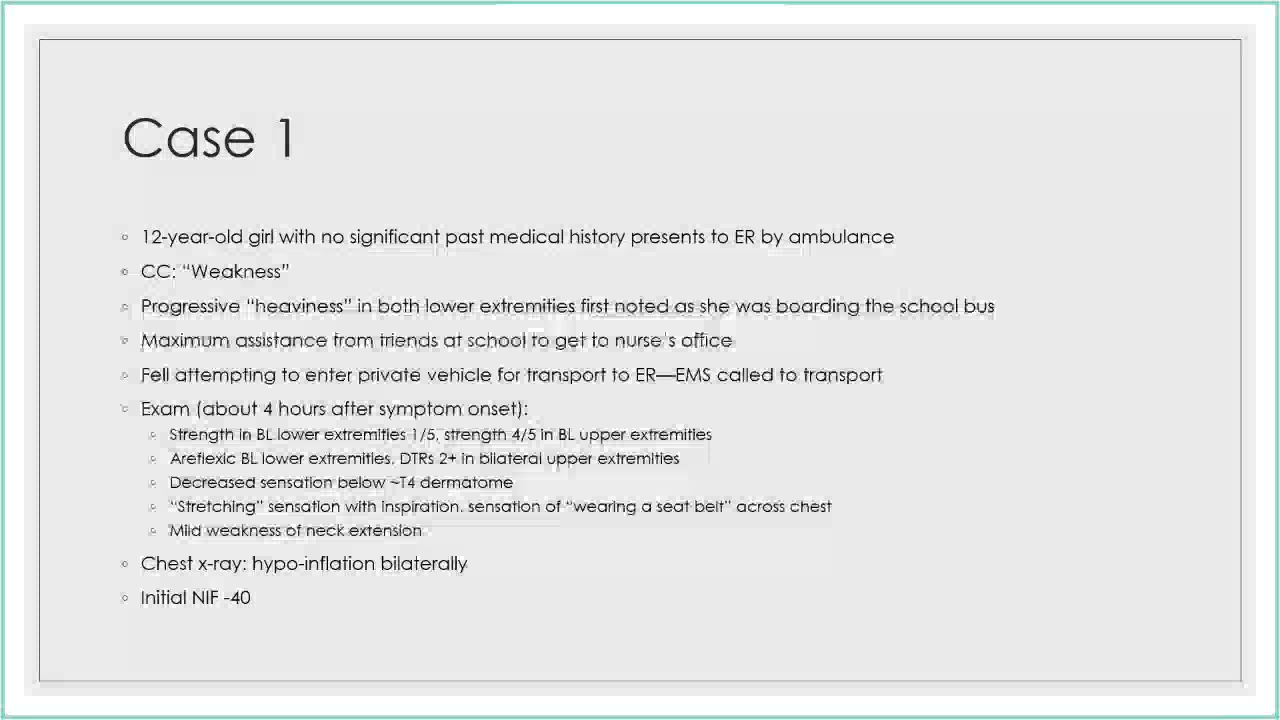 Case 1
◦ 12-year-old girl with no significant past medical history presents to ER by ambulance
◦ CC: “Weakness”
◦ Progressive “heaviness” in both lower extremities first noted as she was boarding the school bus
◦ Maximum assistance from friends at school to get to nurse’s office
◦ Fell attempting to enter private vehicle for transport to ER—EMS called to transport
◦ Exam (about 4 hours after symptom onset):
◦ Strength in BL lower extremities 1/5, strength 4/5 in BL upper extremities
◦ Areflexic BL lower extremities, DTRs 2+ in bilateral upper extremities
◦ Decreased sensation below ~T4 dermatome
◦ “Stretching” sensation with inspiration, sensation of “wearing a seat belt” across chest
◦ Mild weakness of neck extension
◦ Chest x-ray: hypo-inflation bilaterally
◦ Initial NIF -40